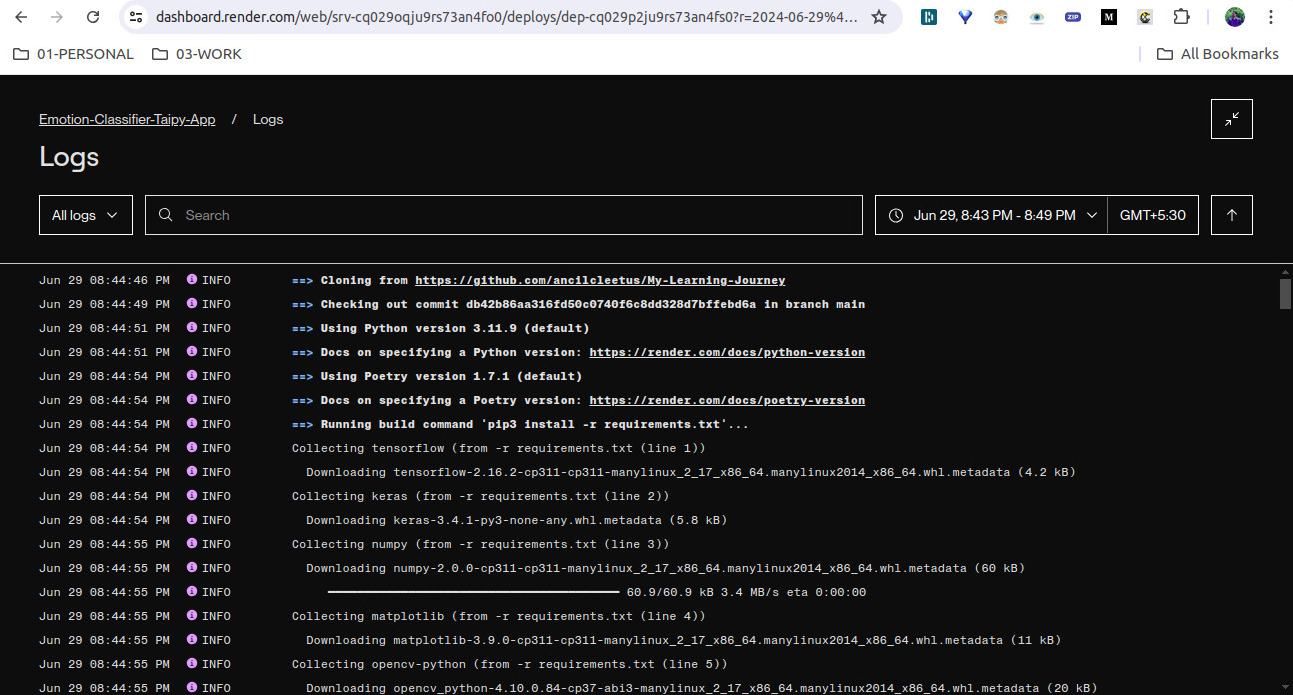 dashboard.render.com/web/srv-cq029oqju9rs73an4fo0/deploys/dep-cq029p2ju9rs73an4fs0?r=2024-06-29%4...
ZIP
M
01-PERSONAL 03-WORK All Bookmarks
Emotion-Classifier-Taipy-App / Logs
Logs
All logs Search Jun 29, 8:43 PM - 8:49 PM GMT+5:30
Jun 29 08:44:46 PM INFO ==> Cloning from https://github.com/ancilcleetus/My-Learning-Journey
Jun 29 08:44:49 PM INFO ==> Checking out commit db42b86aa316fd50c0740f6c8dd328d7bffebd6a in branch main
Jun 29 08:44:51 PM INFO ==> Using Python version 3.11.9 (default)
Jun 29 08:44:51 PM INFO ==> Docs on specifying a Python version: https://render.com/docs/python-version
Jun 29 08:44:54 PM INFO ==> Using Poetry version 1.7.1 (default)
Jun 29 08:44:54 PM INFO ==> Docs on specifying a Poetry version: https://render.com/docs/poetry-version
Jun 29 08:44:54 PM INFO ==> Running build command 'pip3 install -r requirements.txt'...
Jun 29 08:44:54 PM INFO Collecting tensorflow (from -r requirements.txt (line 1))
Jun 29 08:44:54 PM INFO Downloading tensorflow-2.16.2-cp311-cp311-manylinux_2_17_x86_64.manylinux2014_x86_64.whl.metadata (4.2 kB)
Jun 29 08:44:54 PM INFO Collecting keras (from -r requirements.txt (line 2))
Jun 29 08:44:54 PM INFO Downloading keras-3.4.1-py3-none-any.whl.metadata (5.8 kB)
Jun 29 08:44:55 PM INFO Collecting numpy (from -r requirements.txt (line 3))
Jun 29 08:44:55 PM INFO Downloading numpy-2.0.0-cp311-cp311-manylinux_2_17_x86_64.manylinux2014_x86_64.whl.metadata (60 kB)
Jun 29 08:44:55 PM INFO ━━━━━━━━━━━━━━━━━━━━━━━━━━━━━━━━━━━━━━━━ 60.9/60.9 kB 3.4 MB/s eta 0:00:00
Jun 29 08:44:55 PM INFO Collecting matplotlib (from -r requirements.txt (line 4))
Jun 29 08:44:55 PM INFO Downloading matplotlib-3.9.0-cp311-cp311-manylinux_2_17_x86_64.manylinux2014_x86_64.whl.metadata (11 kB)
Jun 29 08:44:55 PM INFO Collecting opencv-python (from -r requirements.txt (line 5))
Jun 29 08:44:55 PM INFO Downloading opencv_python-4.10.0.84-cp37-abi3-manylinux_2_17_x86_64.manylinux2014_x86_64.whl.metadata (20 kB)